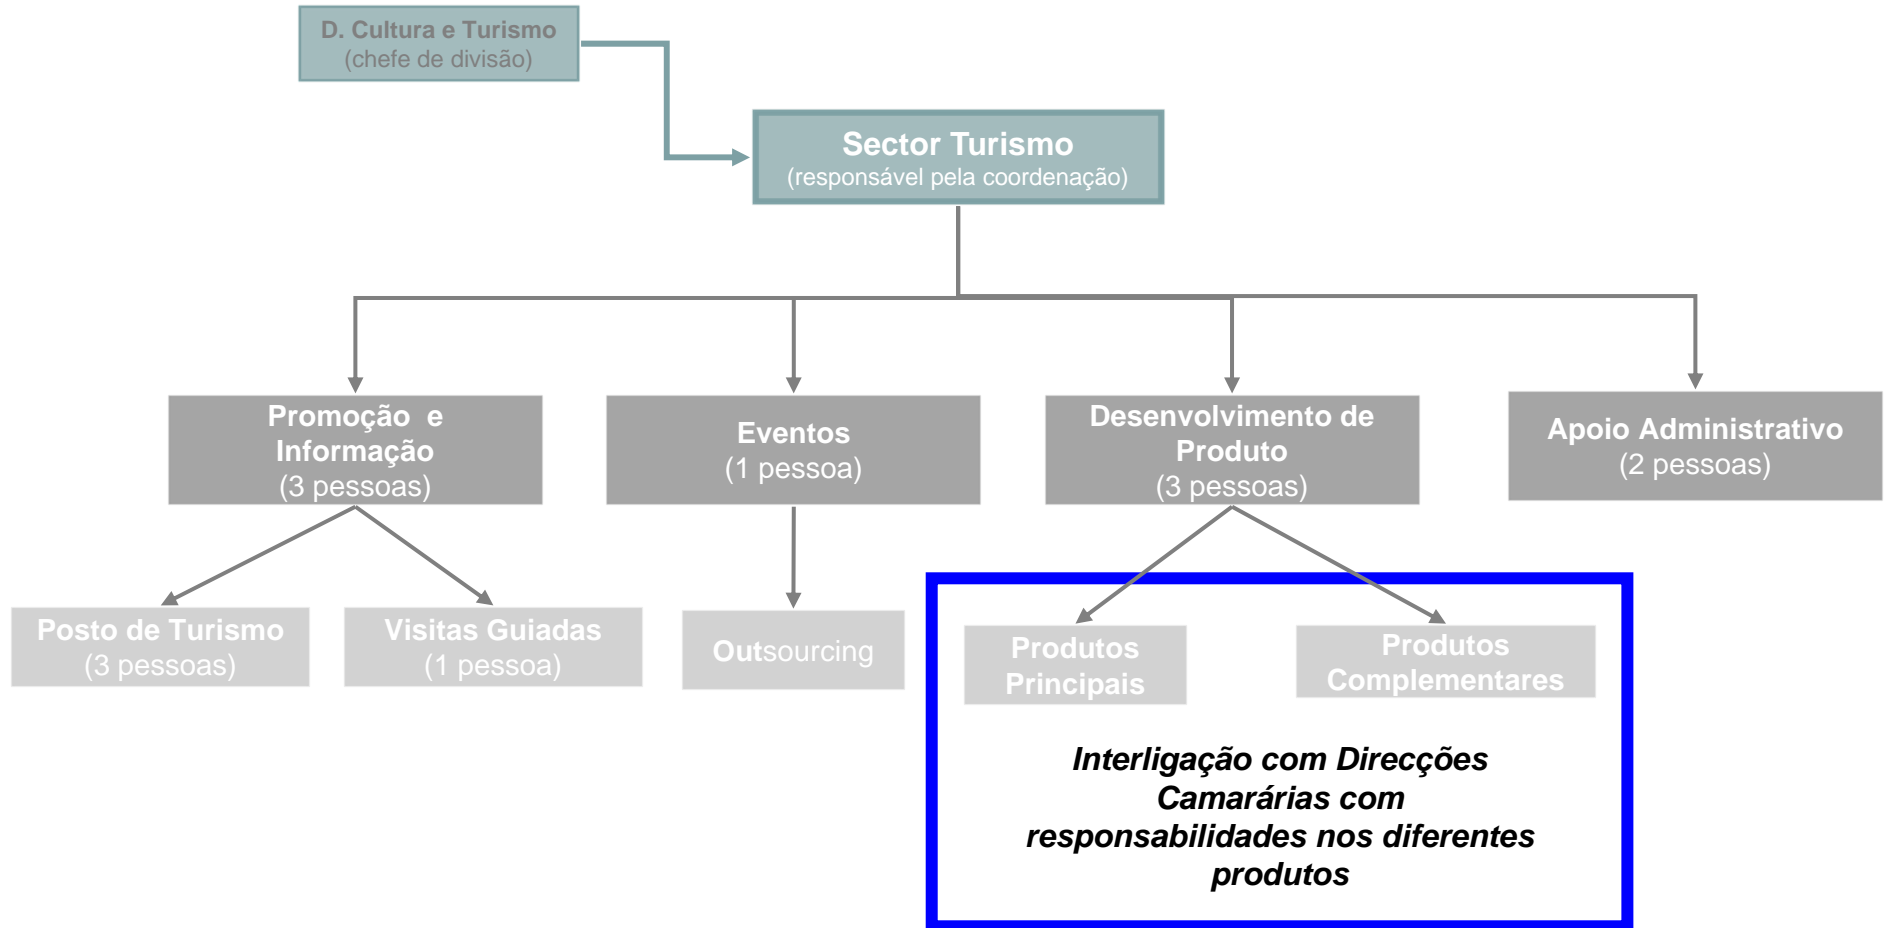 D. Cultura e Turismo
(chefe de divisão)
Sector Turismo
(responsável pela coordenação)
Promoção  e
Informação
(3 pessoas)
Eventos
(1 pessoa)
Desenvolvimento de
Produto
(3 pessoas)
Apoio Administrativo
(2 pessoas)
Posto de Turismo
(3 pessoas)
Visitas Guiadas
(1 pessoa)
Outsourcing
Produtos
Principais
Produtos
Complementares
Interligação com Direcções
Camarárias com
responsabilidades nos diferentes
produtos